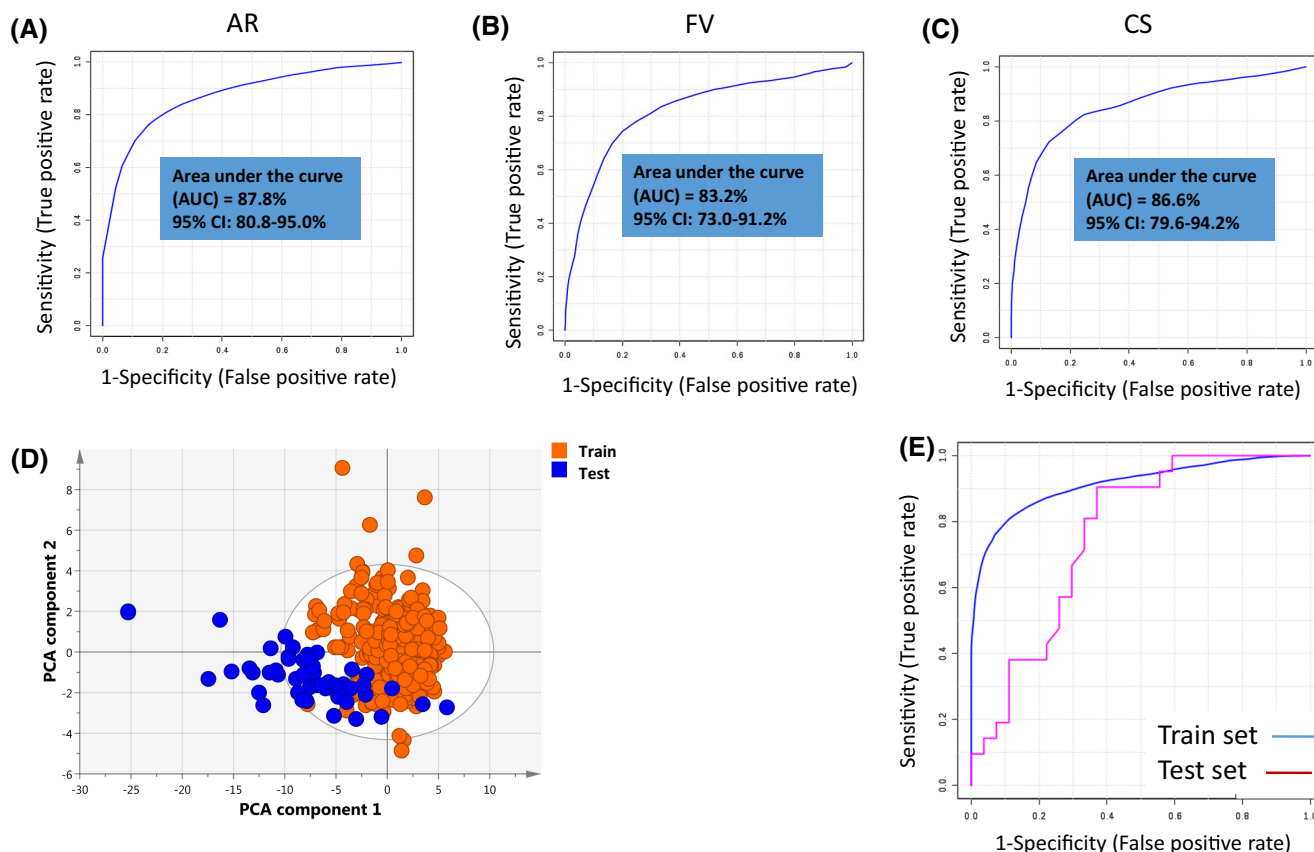 (A)
AR
Sensitivity (True positive rate)
1.0
0.8
0.6
0.4
0.2
0.0
Area under the curve
(AUC) = 87.8%
95% CI: 80.8-95.0%
0.0 0.2 0.4 0.6 0.8 1.0
1-Specificity (False positive rate)
(B)
FV
Sensitivity (True positive rate)
1.0
0.8
0.6
0.4
0.2
0.0
Area under the curve
(AUC) = 83.2%
95% CI: 73.0-91.2%
0.0 0.2 0.4 0.6 0.8 1.0
1-Specificity (False positive rate)
(C)
CS
Sensitivity (True positive rate)
1.0
0.8
0.6
0.4
0.2
0.0
Area under the curve
(AUC) = 86.6%
95% CI: 79.6-94.2%
0.0 0.2 0.4 0.6 0.8 1.0
1-Specificity (False positive rate)
(D)
Train
Test
PCA component 2
8
6
4
2
0
-2
-4
-6
-30 -25 -20 -15 -10 -5 0 5 10
PCA component 1
(E)
Sensitivity (True positive rate)
1.0
0.8
0.6
0.4
0.2
0.0
Train set
Test set
0.0 0.2 0.4 0.6 0.8 1.0
1-Specificity (False positive rate)